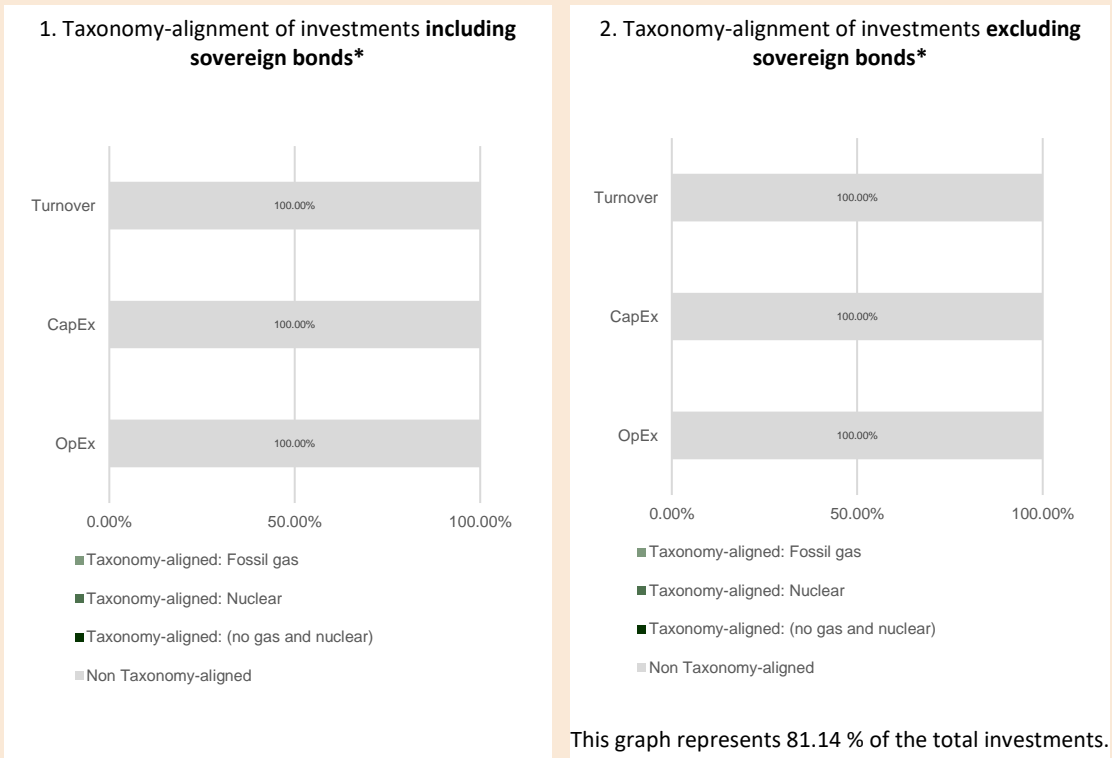 1. Taxonomy-alignment of investments including
sovereign bonds*
Turnover
100.00%
CapEx
100.00%
OpEx
100.00%
0.00%
50.00%
100.00%
Taxonomy-aligned: Fossil gas
Taxonomy-aligned: Nuclear
Taxonomy-aligned: (no gas and nuclear)
Non Taxonomy-aligned
2. Taxonomy-alignment of investments excluding
sovereign bonds*
Turnover
100.00%
CapEx
100.00%
OpEx
100.00%
0.00%
50.00%
100.00%
Taxonomy-aligned: Fossil gas
Taxonomy-aligned: Nuclear
Taxonomy-aligned: (no gas and nuclear)
Non Taxonomy-aligned
This graph represents 81.14 % of the total investments.